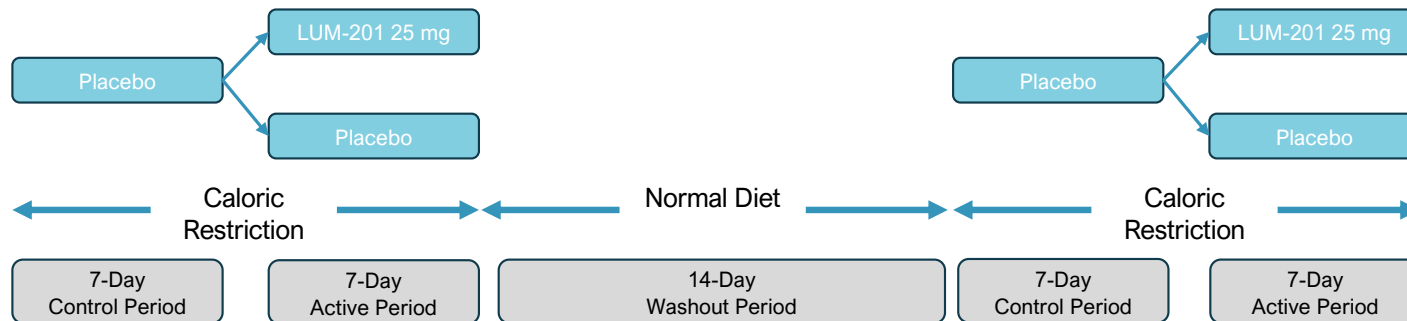 LUM-201 25 mg
Placebo
Placebo
LUM-201 25 mg
Placebo
Placebo
Caloric
Restriction
Normal Diet
Caloric
Restriction
7-Day
Control Period
7-Day
Active Period
14-Day
Washout Period
7-Day
Control Period
7-Day
Active Period